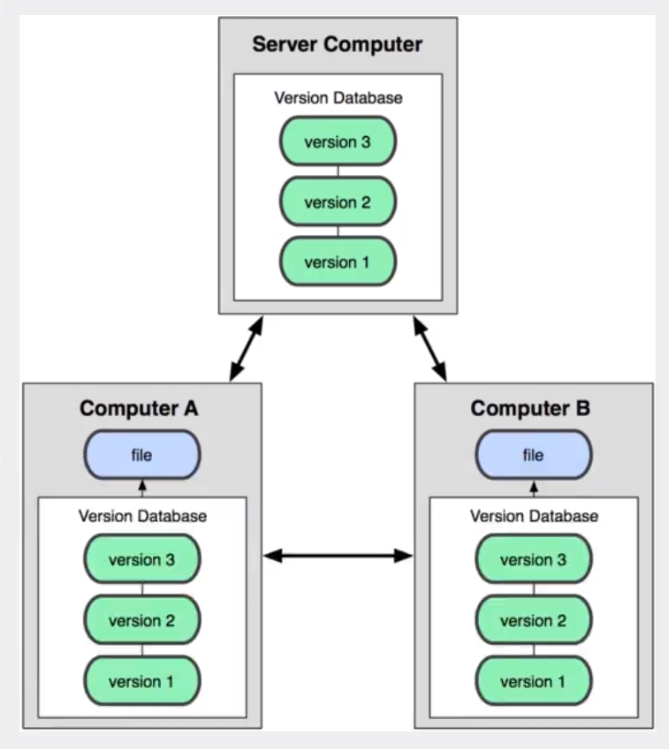 Server Computer
Version Database
version 3
version 2
version 1
Computer A
file
Version Database
version 3
version 2
version 1
Computer B
file
Version Database
version 3
version 2
version 1